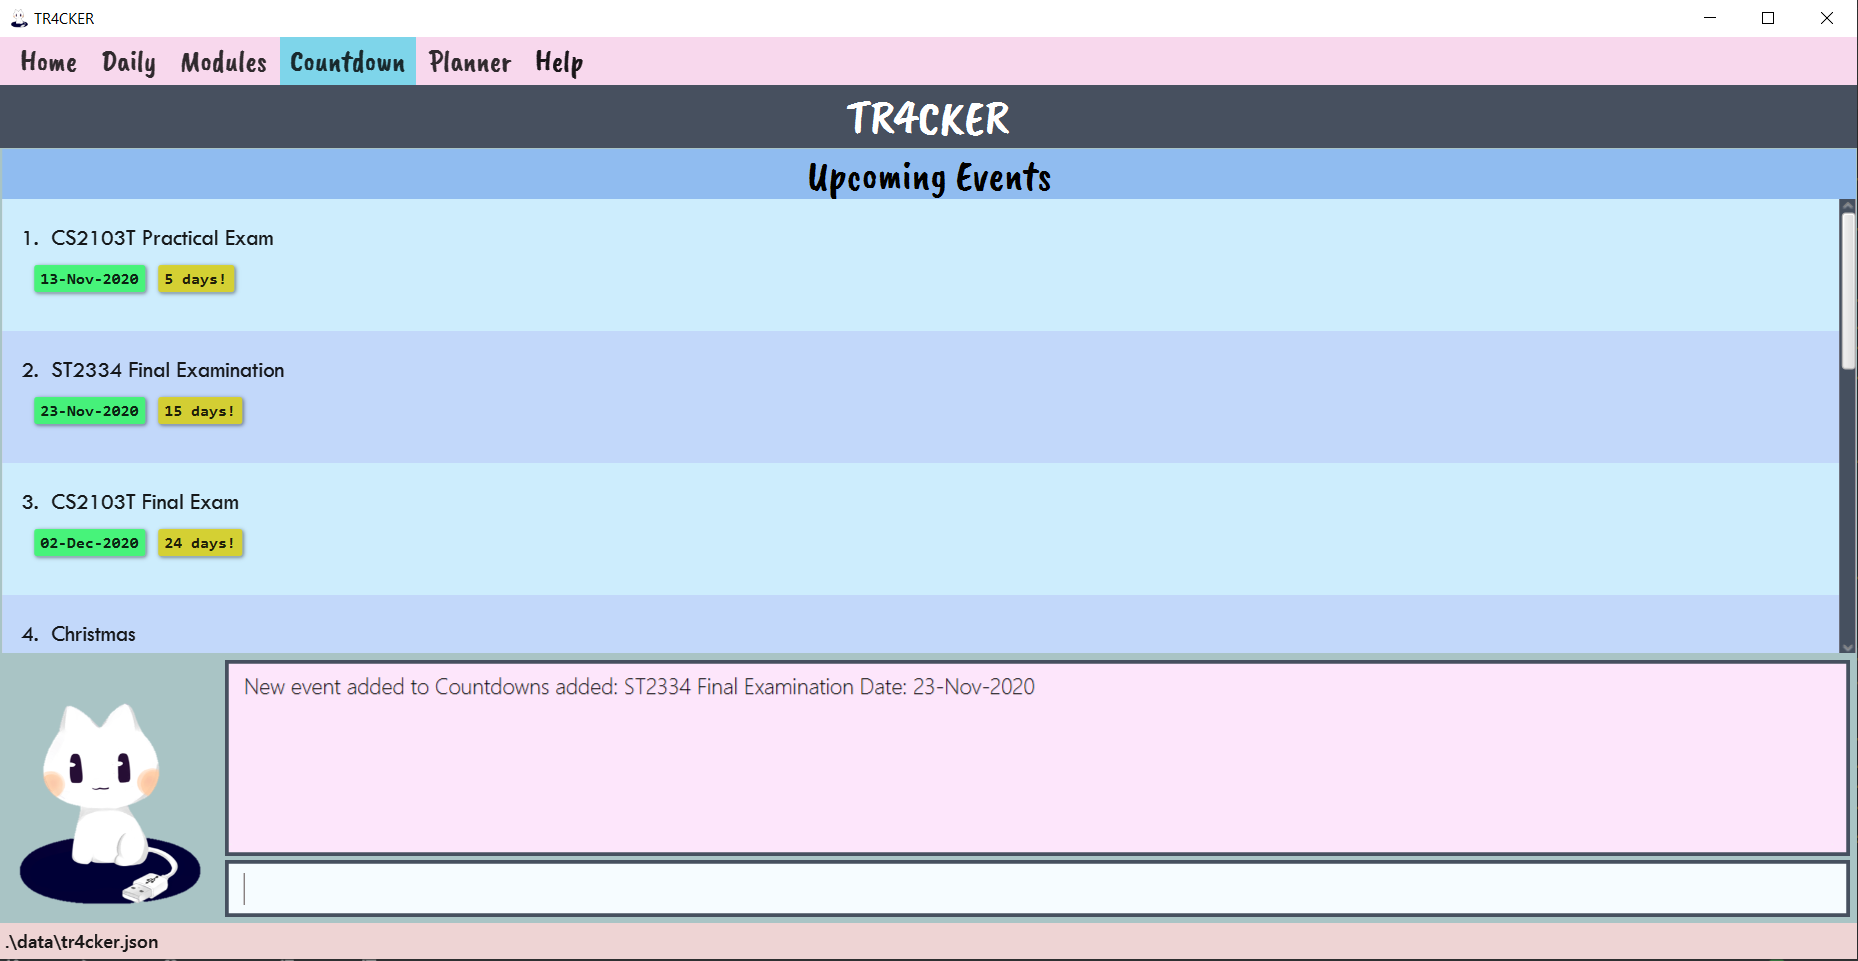 TR4CKER
Home Daily Modules Countdown Planner Help
TR4CKER
Upcoming Events
1. CS2103T Practical Exam
13-Nov-2020 5 days!
2. ST2334 Final Examination
23-Nov-2020 15 days!
3. CS2103T Final Exam
02-Dec-2020 24 days!
4. Christmas
New event added to Countdowns added: ST2334 Final Examination Date: 23-Nov-2020
.\data\tr4cker.json